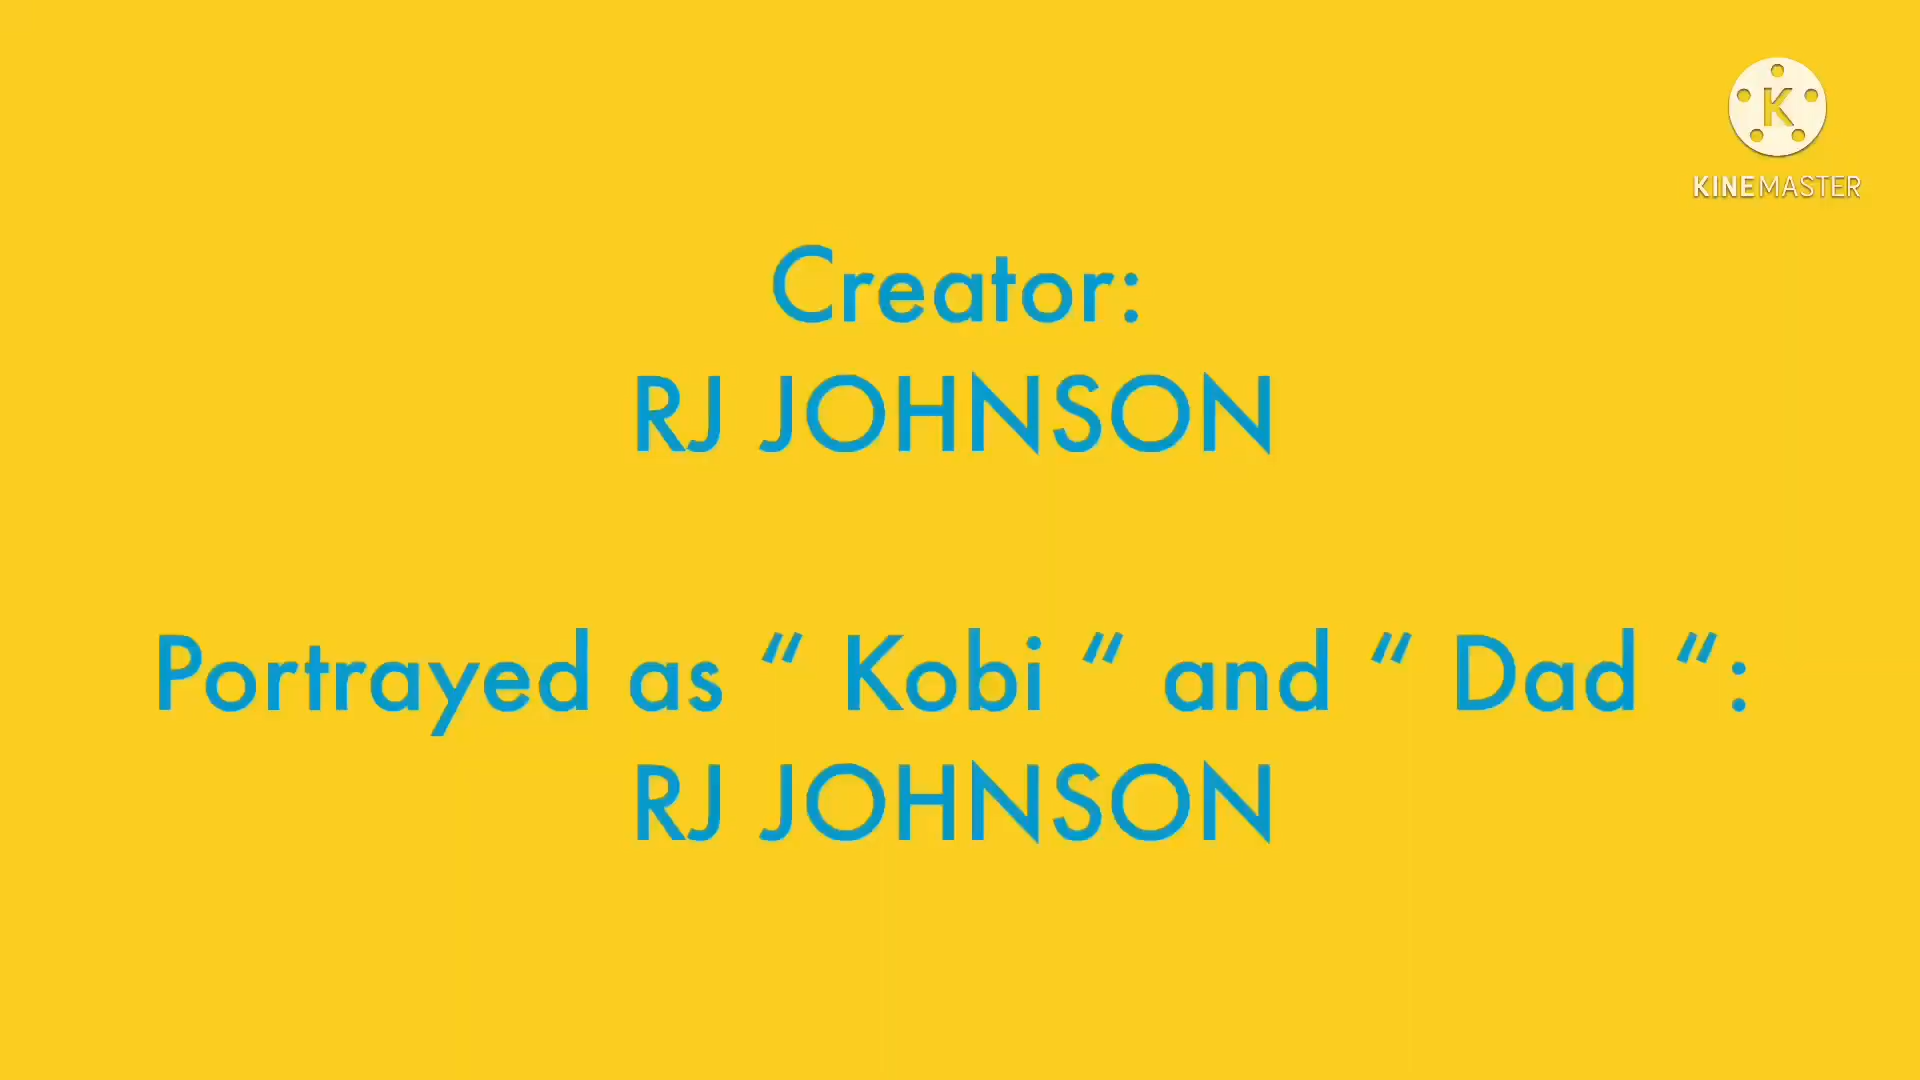 K
KINEMASTER
Creator:
RJ JOHNSON
Portrayed as “ Kobi “ and “ Dad “:
RJ JOHNSON